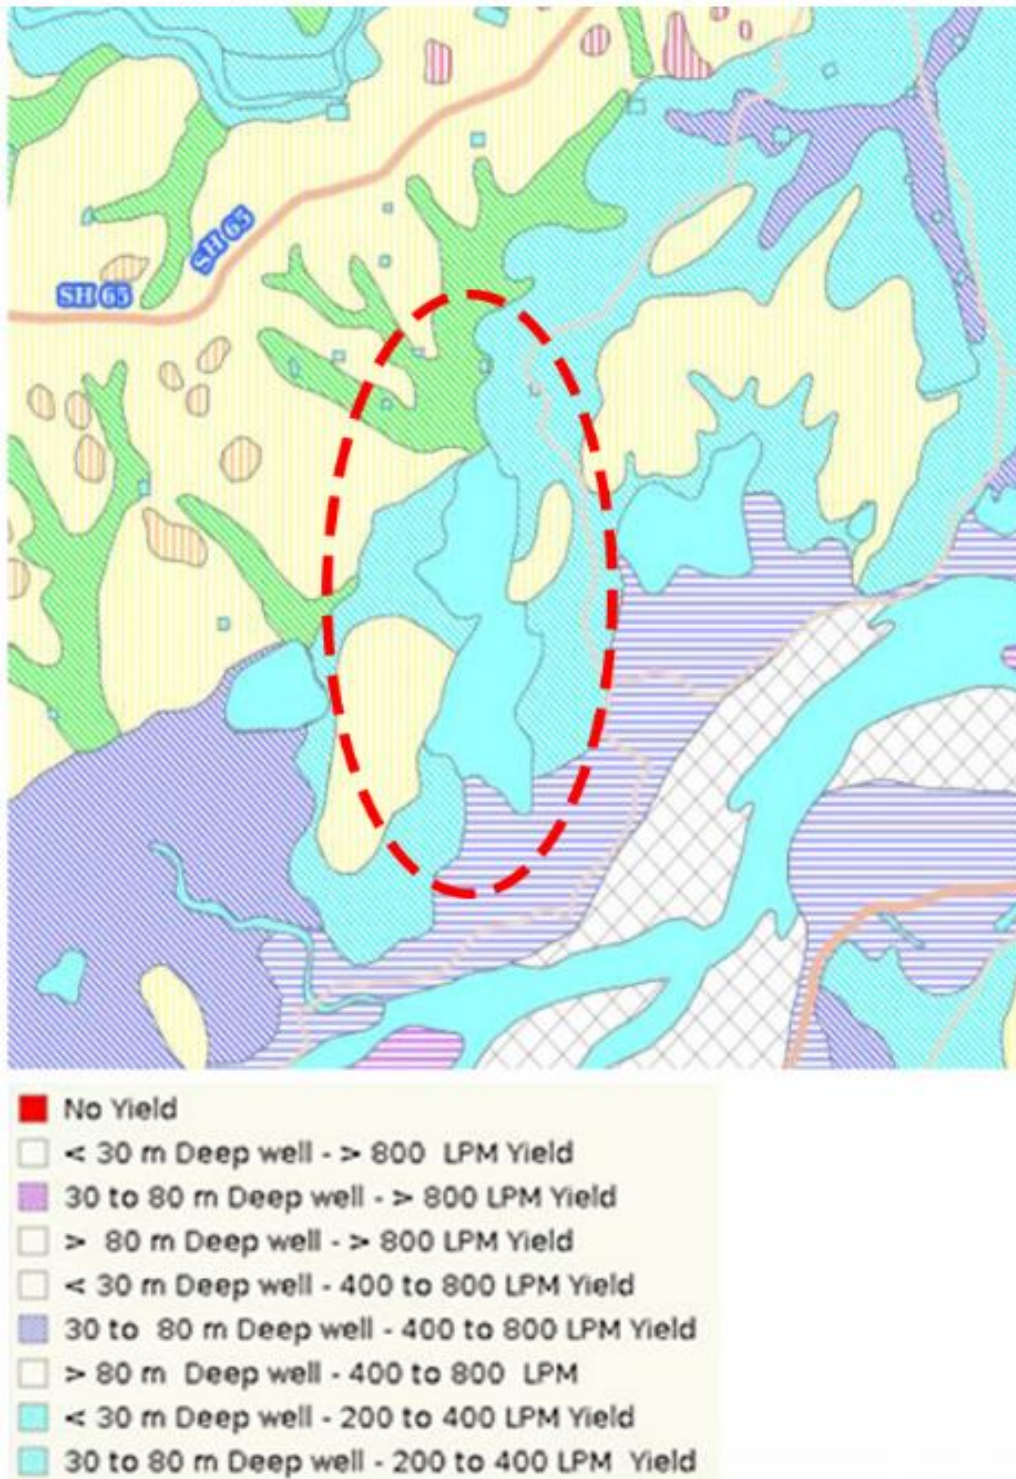 SH 65
SH 65
No Yield
< 30 m Deep well - > 800 LPM Yield
30 to 80 m Deep well - > 800 LPM Yield
> 80 m Deep well - > 800 LPM Yield
< 30 m Deep well - 400 to 800 LPM Yield
30 to 80 m Deep well - 400 to 800 LPM Yield
> 80 m Deep well - 400 to 800 LPM
< 30 m Deep well - 200 to 400 LPM Yield
30 to 80 m Deep well - 200 to 400 LPM Yield